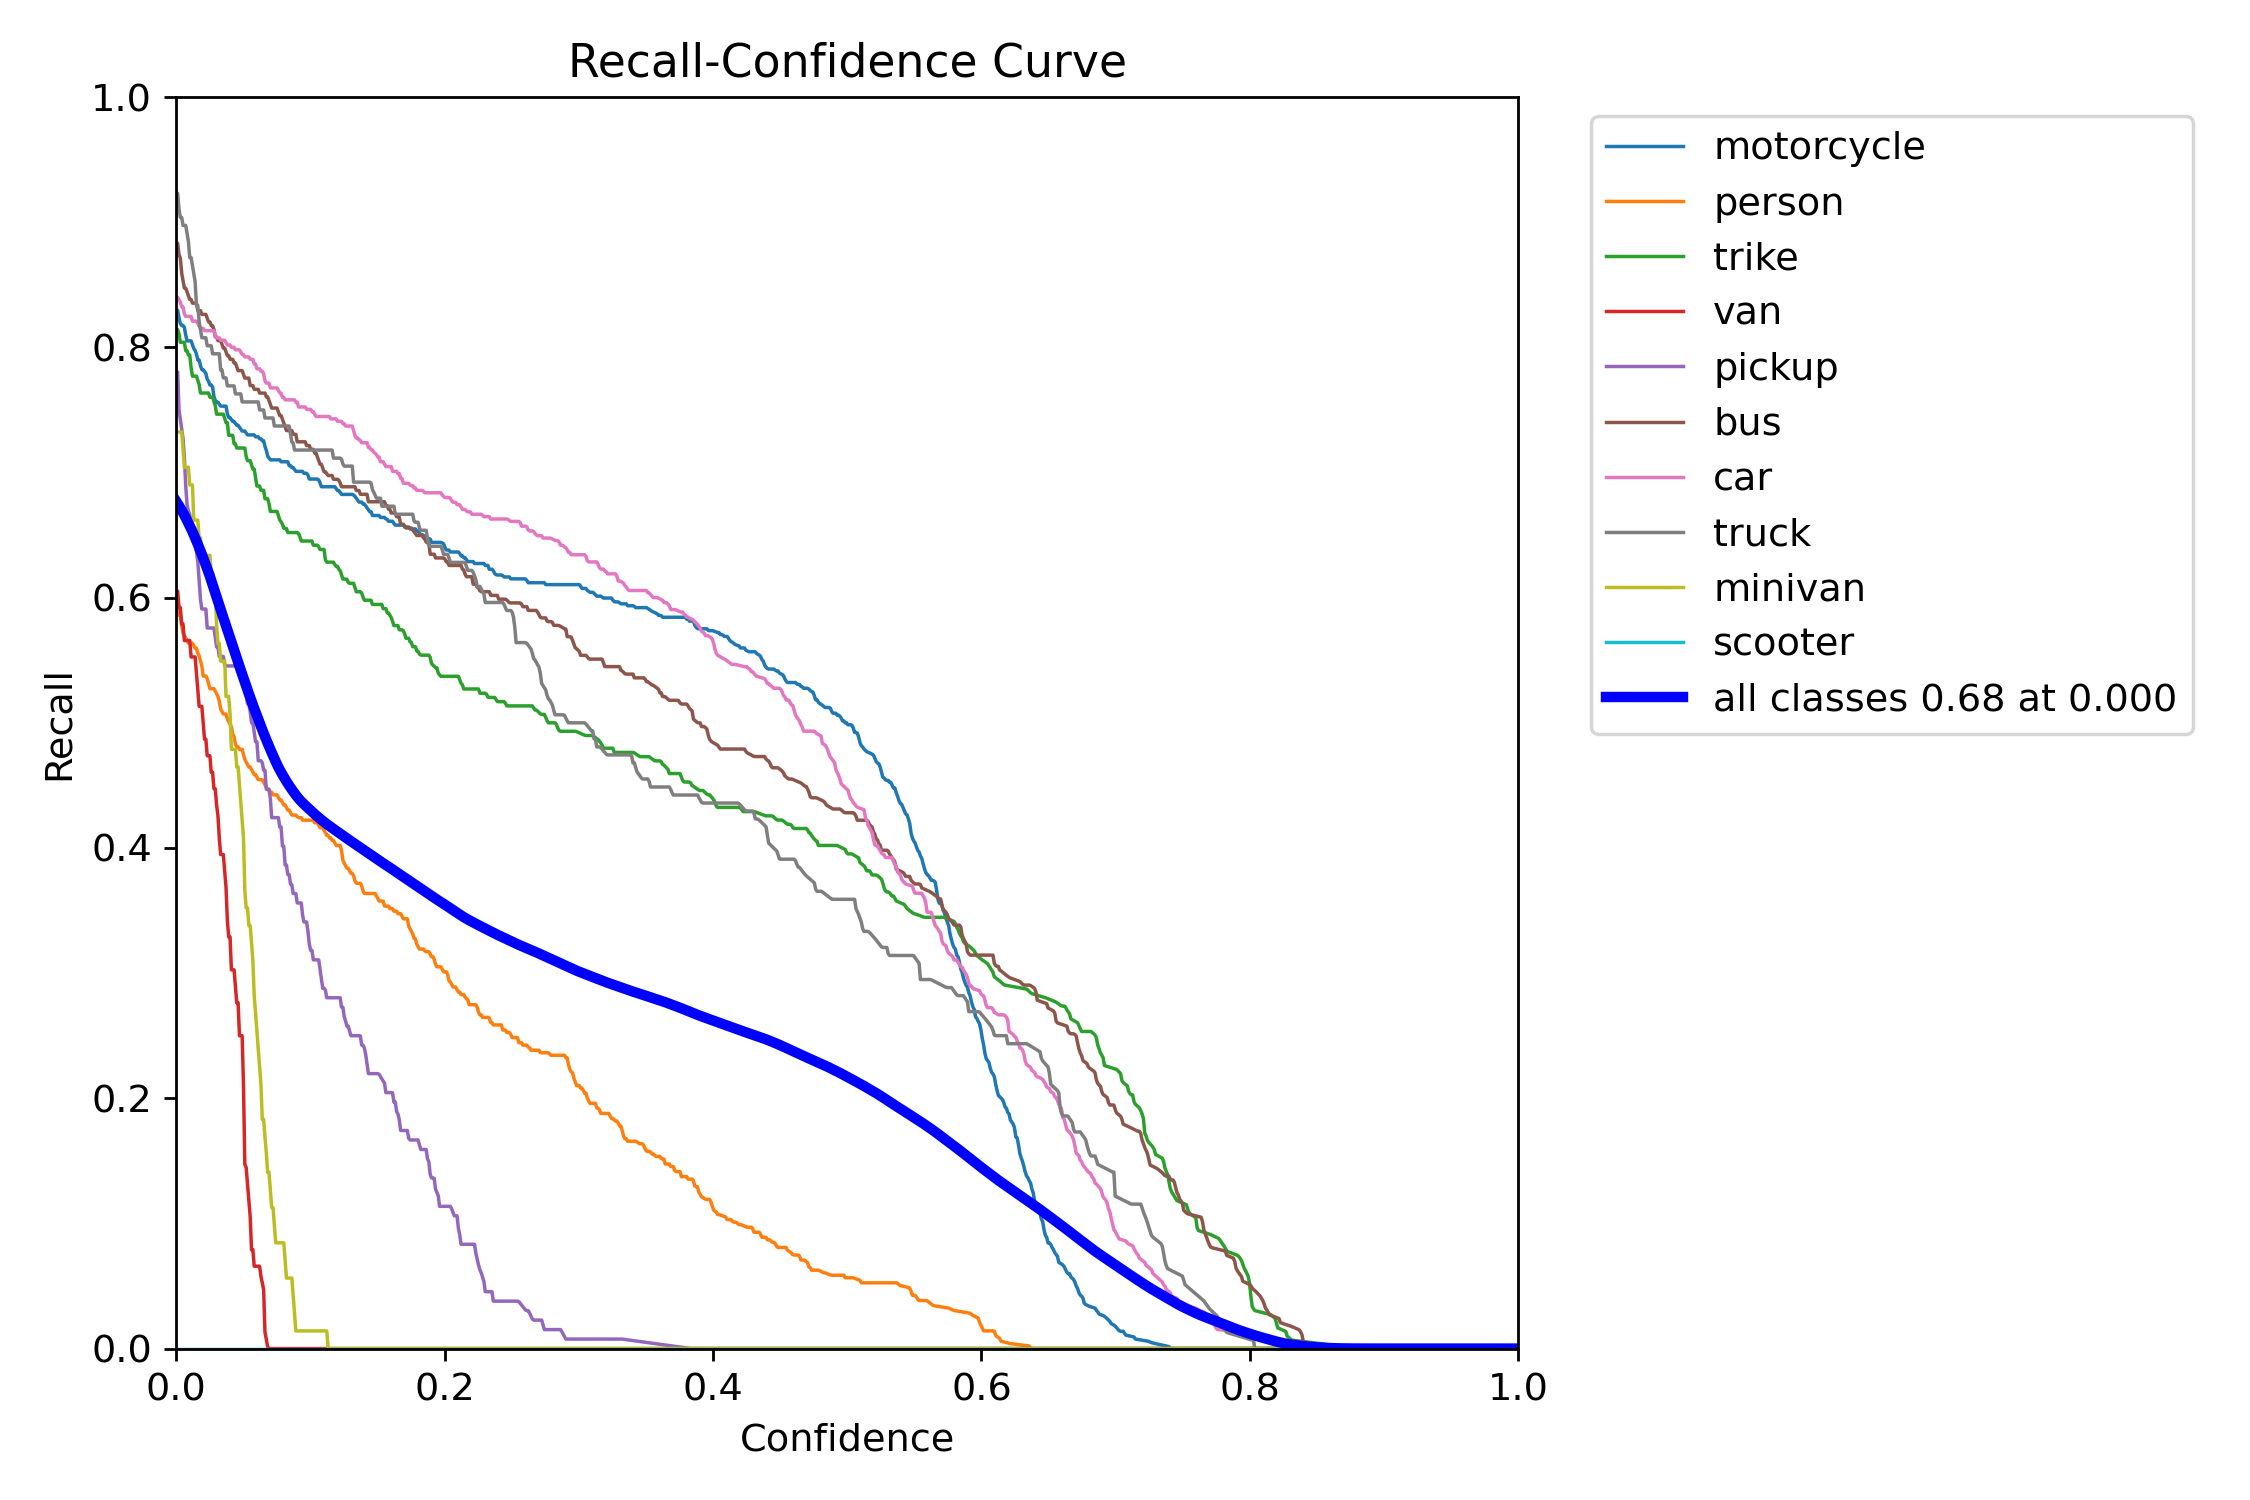 Recall-Confidence Curve
1.0
0.8
0.6
0.4
0.2
0.0
Recall
0.0 0.2 0.4 0.6 0.8 1.0
Confidence
motorcycle
person
trike
van
pickup
bus
car
truck
minivan
scooter
all classes 0.68 at 0.000